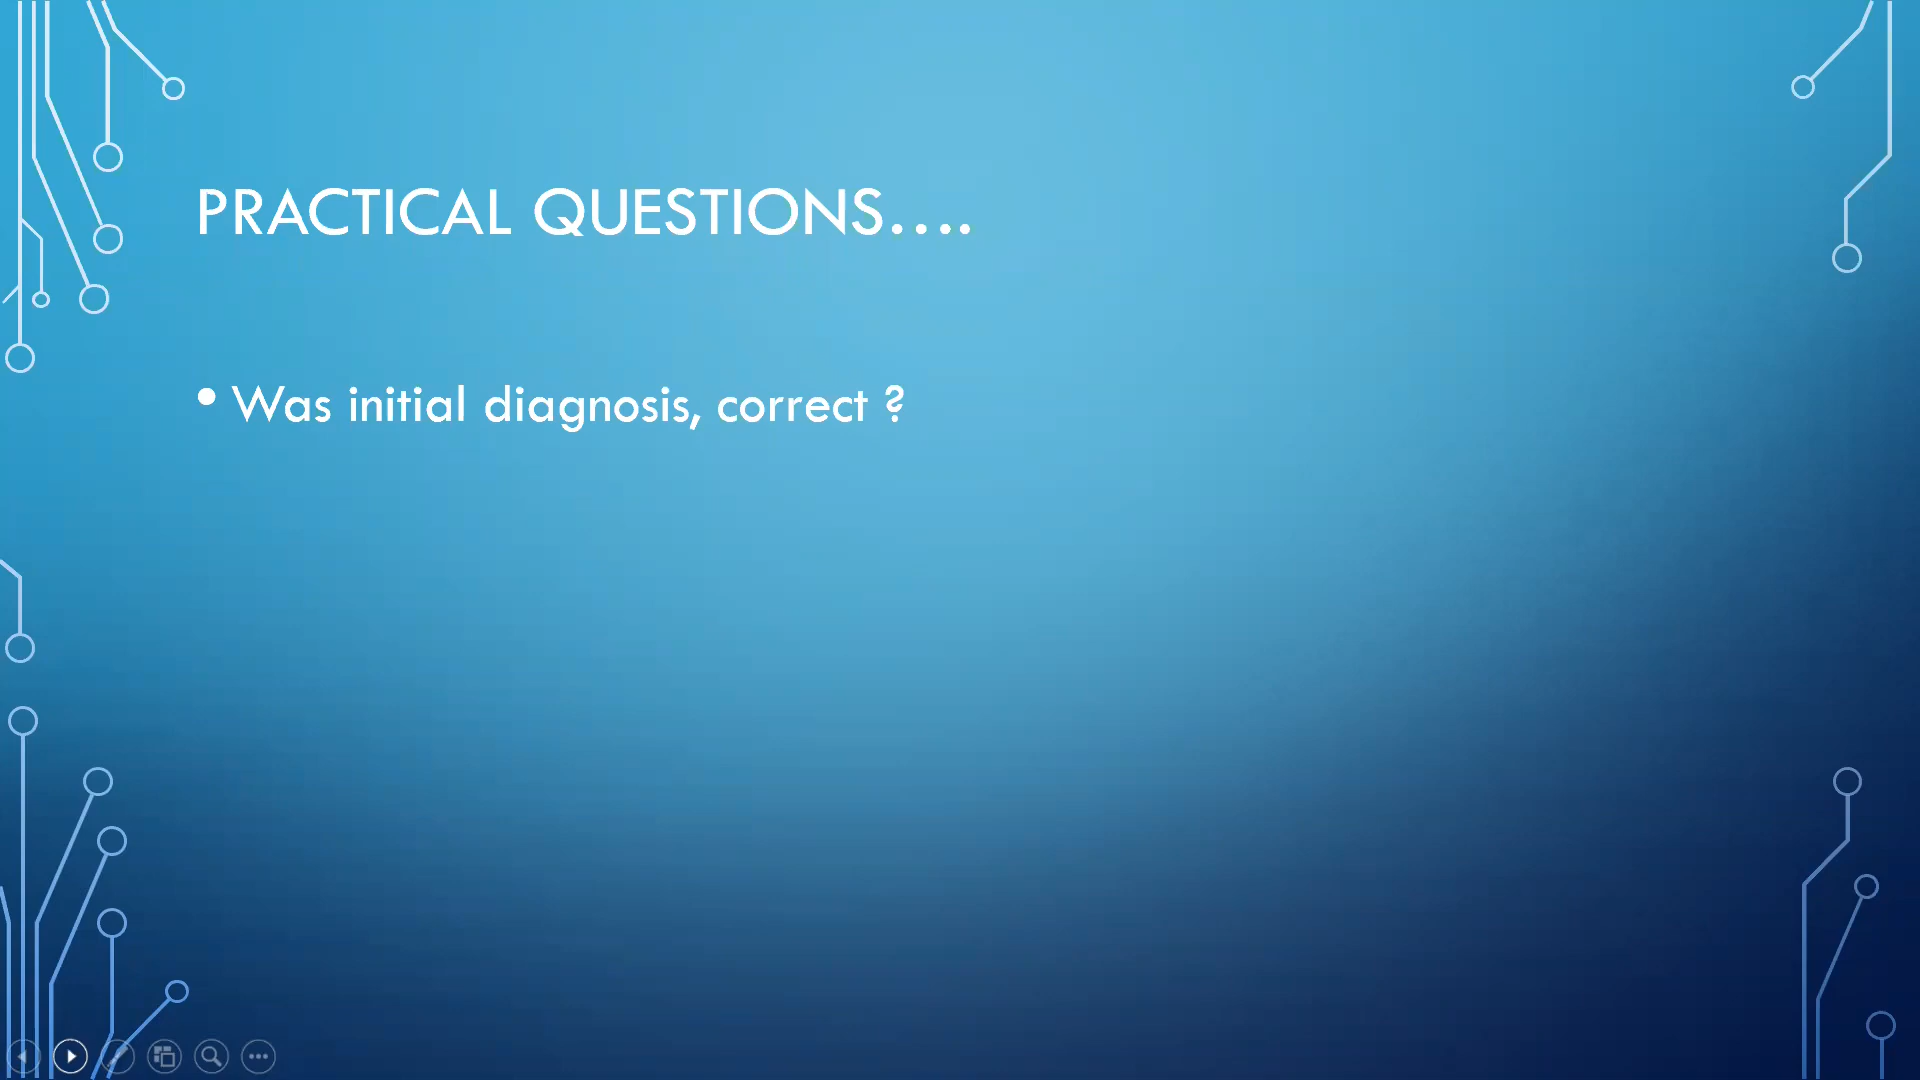 PRACTICAL QUESTIONS....
• Was initial diagnosis, correct ?